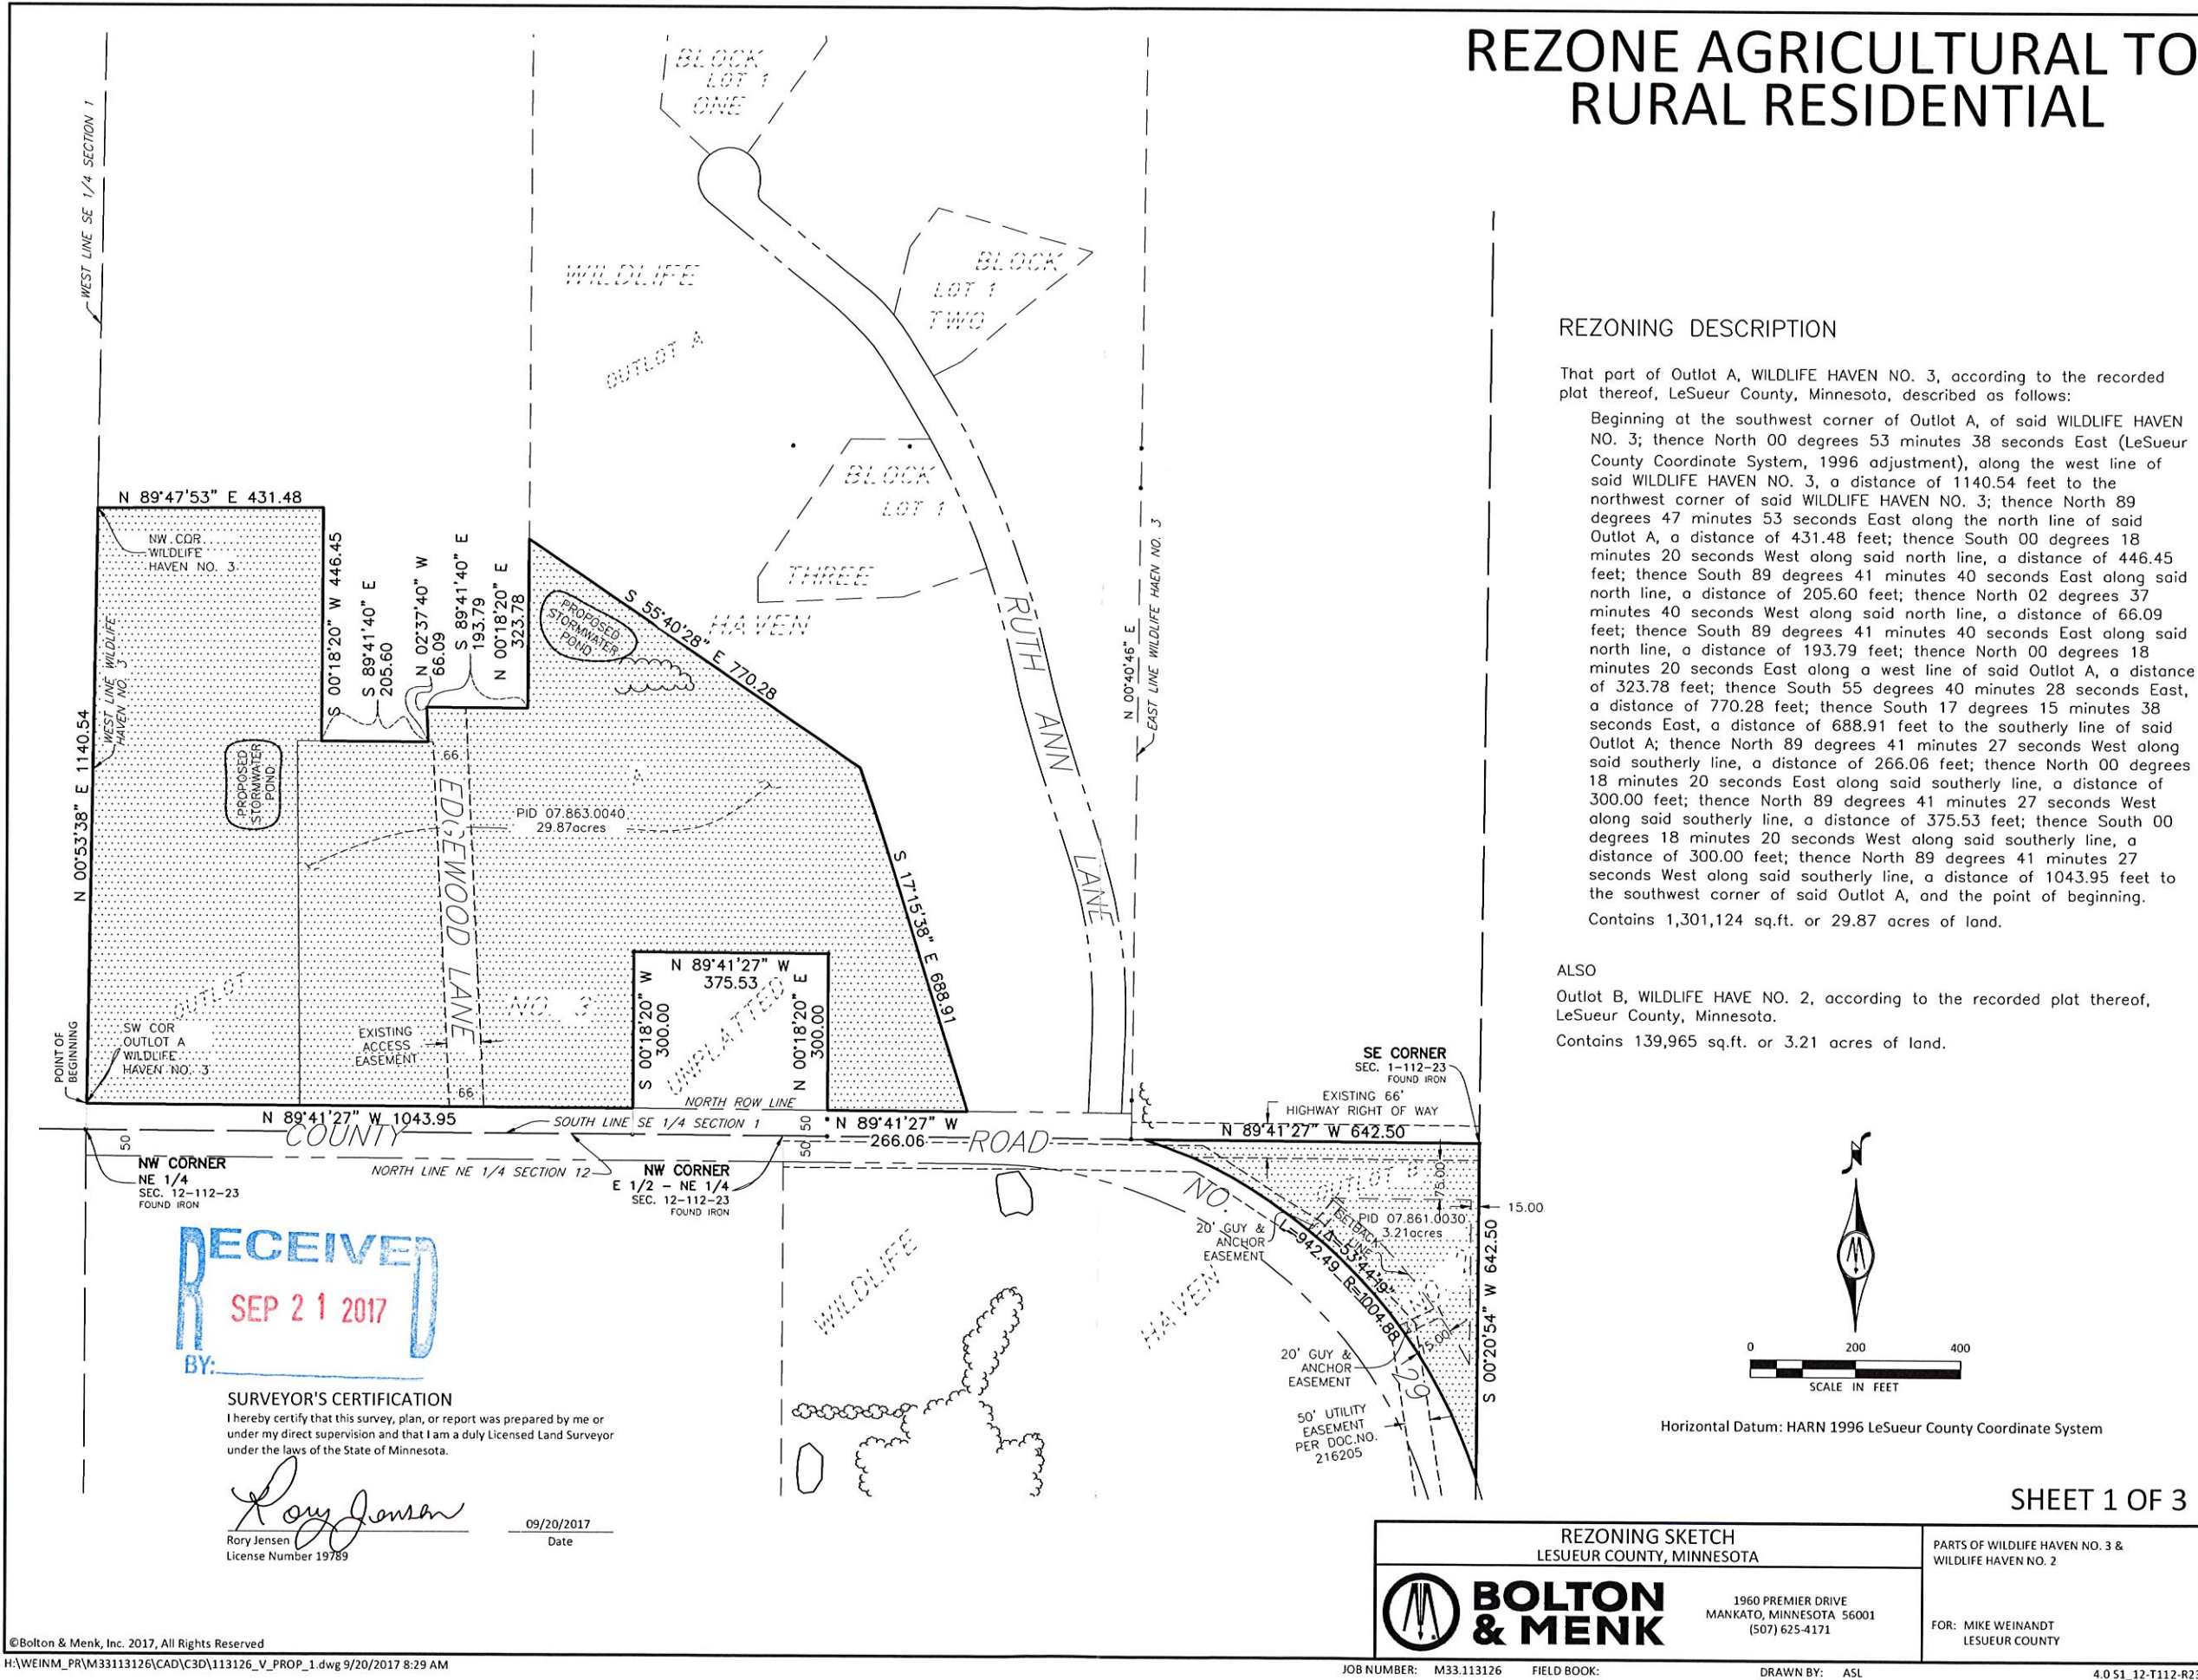 REZONE AGRICULTURAL TO
RURAL RESIDENTIAL
WEST LINE SE 1/4 SECTION 1
BLOCK
LOT 1
ONE
WILDLIFE
OUTLOT A
BLOCK
LOT 1
TWO
BLOCK
LOT 1
THREE
HAVEN
RUTH ANN LANE
N 00°40'46" E
EAST LINE WILDLIFE HAEN NO. 3
N 89°47'53" E 431.48
NW COR
WILDLIFE
HAVEN NO. 3
WEST LINE WILDLIFE
HAVEN NO. 3
N 00°53'38" E 1140.54
S 00°18'20" W 446.45
S 89°41'40" E
205.60
N 02°37'40" W
66.09
S 89°41'40" E
193.79
N 00°18'20" E
323.78
PROPOSED
STORMWATER
POND
S 55°40'28" E 770.28
PROPOSED
STORMWATER
POND
66
EDGEWOOD LANE
A
PID 07.863.0040
29.87acres
S 17°15'38" E 688.91
OUTLOT
NO. 3
N 89°41'27" W
375.53
S 00°18'20" W
300.00
UNPLATTED
N 00°18'20" E
300.00
POINT OF
BEGINNING
SW COR
OUTLOT A
WILDLIFE
HAVEN NO. 3
EXISTING
ACCESS
EASEMENT
66
NORTH ROW LINE
N 89°41'27" W 1043.95
SOUTH LINE SE 1/4 SECTION 1
N 89°41'27" W
266.06
50
50
50
COUNTY
ROAD
NO.
29
NW CORNER
NE 1/4
SEC. 12-112-23
FOUND IRON
NORTH LINE NE 1/4 SECTION 12
NW CORNER
E 1/2 - NE 1/4
SEC. 12-112-23
FOUND IRON
SE CORNER
SEC. 1-112-23
FOUND IRON
EXISTING 66'
HIGHWAY RIGHT OF WAY
N 89°41'27" W 642.50
OUTLOT B
75.00
15.00
PID 07.861.0030
3.21acres
SETBACK
LINE
Δ=53°44'19"
L=942.49 R=1004.88
75.00
S 00°20'54" W 642.50
20' GUY &
ANCHOR
EASEMENT
20' GUY &
ANCHOR
EASEMENT
50' UTILITY
EASEMENT
PER DOC.NO.
216205
WILDLIFE
HAVEN
REZONING DESCRIPTION
That part of Outlot A, WILDLIFE HAVEN NO. 3, according to the recorded
plat thereof, LeSueur County, Minnesota, described as follows:
Beginning at the southwest corner of Outlot A, of said WILDLIFE HAVEN
NO. 3; thence North 00 degrees 53 minutes 38 seconds East (LeSueur
County Coordinate System, 1996 adjustment), along the west line of
said WILDLIFE HAVEN NO. 3, a distance of 1140.54 feet to the
northwest corner of said WILDLIFE HAVEN NO. 3; thence North 89
degrees 47 minutes 53 seconds East along the north line of said
Outlot A, a distance of 431.48 feet; thence South 00 degrees 18
minutes 20 seconds West along said north line, a distance of 446.45
feet; thence South 89 degrees 41 minutes 40 seconds East along said
north line, a distance of 205.60 feet; thence North 02 degrees 37
minutes 40 seconds West along said north line, a distance of 66.09
feet; thence South 89 degrees 41 minutes 40 seconds East along said
north line, a distance of 193.79 feet; thence North 00 degrees 18
minutes 20 seconds East along a west line of said Outlot A, a distance
of 323.78 feet; thence South 55 degrees 40 minutes 28 seconds East,
a distance of 770.28 feet; thence South 17 degrees 15 minutes 38
seconds East, a distance of 688.91 feet to the southerly line of said
Outlot A; thence North 89 degrees 41 minutes 27 seconds West along
said southerly line, a distance of 266.06 feet; thence North 00 degrees
18 minutes 20 seconds East along said southerly line, a distance of
300.00 feet; thence North 89 degrees 41 minutes 27 seconds West
along said southerly line, a distance of 375.53 feet; thence South 00
degrees 18 minutes 20 seconds West along said southerly line, a
distance of 300.00 feet; thence North 89 degrees 41 minutes 27
seconds West along said southerly line, a distance of 1043.95 feet to
the southwest corner of said Outlot A, and the point of beginning.
Contains 1,301,124 sq.ft. or 29.87 acres of land.
ALSO
Outlot B, WILDLIFE HAVE NO. 2, according to the recorded plat thereof,
LeSueur County, Minnesota.
Contains 139,965 sq.ft. or 3.21 acres of land.
N
0 200 400
SCALE IN FEET
Horizontal Datum: HARN 1996 LeSueur County Coordinate System
RECEIVED
SEP 21 2017
BY:
SURVEYOR'S CERTIFICATION
I hereby certify that this survey, plan, or report was prepared by me or
under my direct supervision and that I am a duly Licensed Land Surveyor
under the laws of the State of Minnesota.
Rory Jensen
Rory Jensen
License Number 19789
09/20/2017
Date
SHEET 1 OF 3
REZONING SKETCH
LESUEUR COUNTY, MINNESOTA
BOLTON
& MENK
1960 PREMIER DRIVE
MANKATO, MINNESOTA 56001
(507) 625-4171
PARTS OF WILDLIFE HAVEN NO. 3 &
WILDLIFE HAVEN NO. 2
FOR: MIKE WEINANDT
LESUEUR COUNTY
©Bolton & Menk, Inc. 2017, All Rights Reserved
H:\WEINM_PR\M33113126\CAD\C3D\113126_V_PROP_1.dwg 9/20/2017 8:29 AM
JOB NUMBER: M33.113126 FIELD BOOK: DRAWN BY: ASL